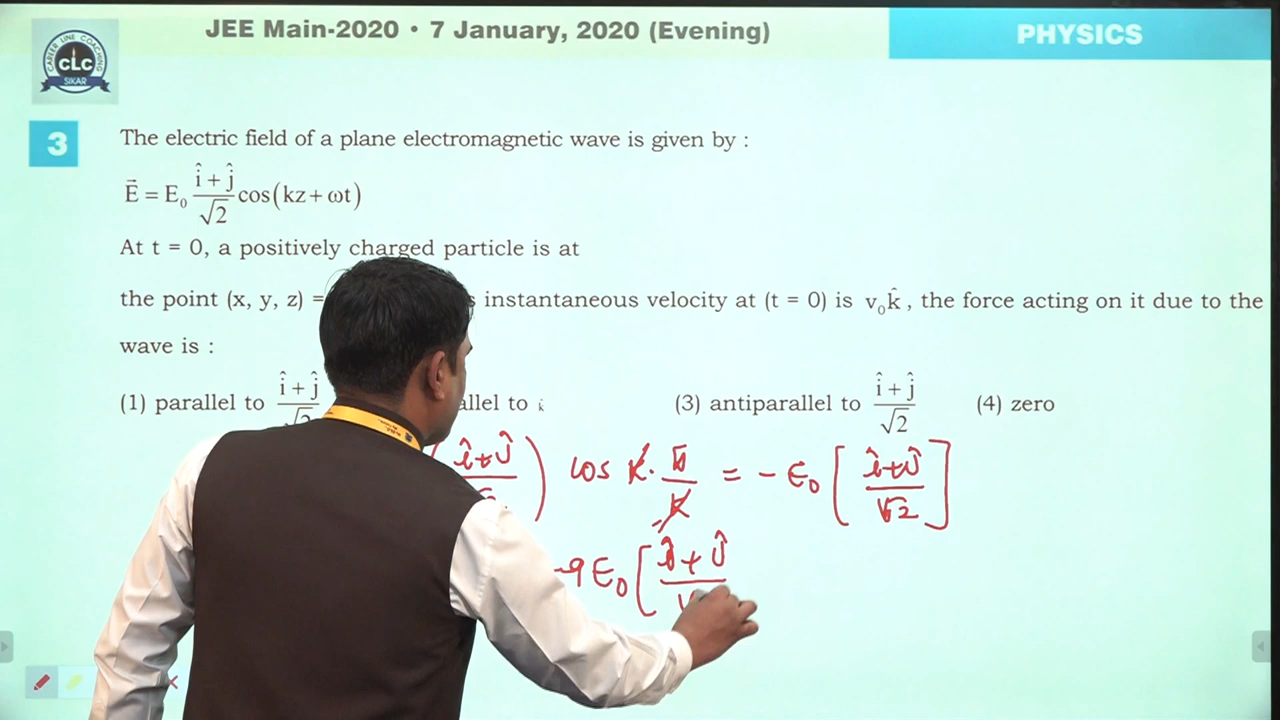 JEE Main-2020 • 7 January, 2020 (Evening)
PHYSICS
CAREER LINE COACHING
CLC
SIKAR
3
The electric field of a plane electromagnetic wave is given by :
E⃗ = E₀ (î + ĵ)/√2 cos(kz + ωt)
At t = 0, a positively charged particle is at
the point (x, y, z) = instantaneous velocity at (t = 0) is v₀k̂, the force acting on it due to the
wave is :
(1) parallel to (î + ĵ)/√2
to k̂
(3) antiparallel to (î + ĵ)/√2
(4) zero
(î + ĵ) cos k · π/k = - E₀ [(î + ĵ)/√2]
-qE₀ [î + ĵ